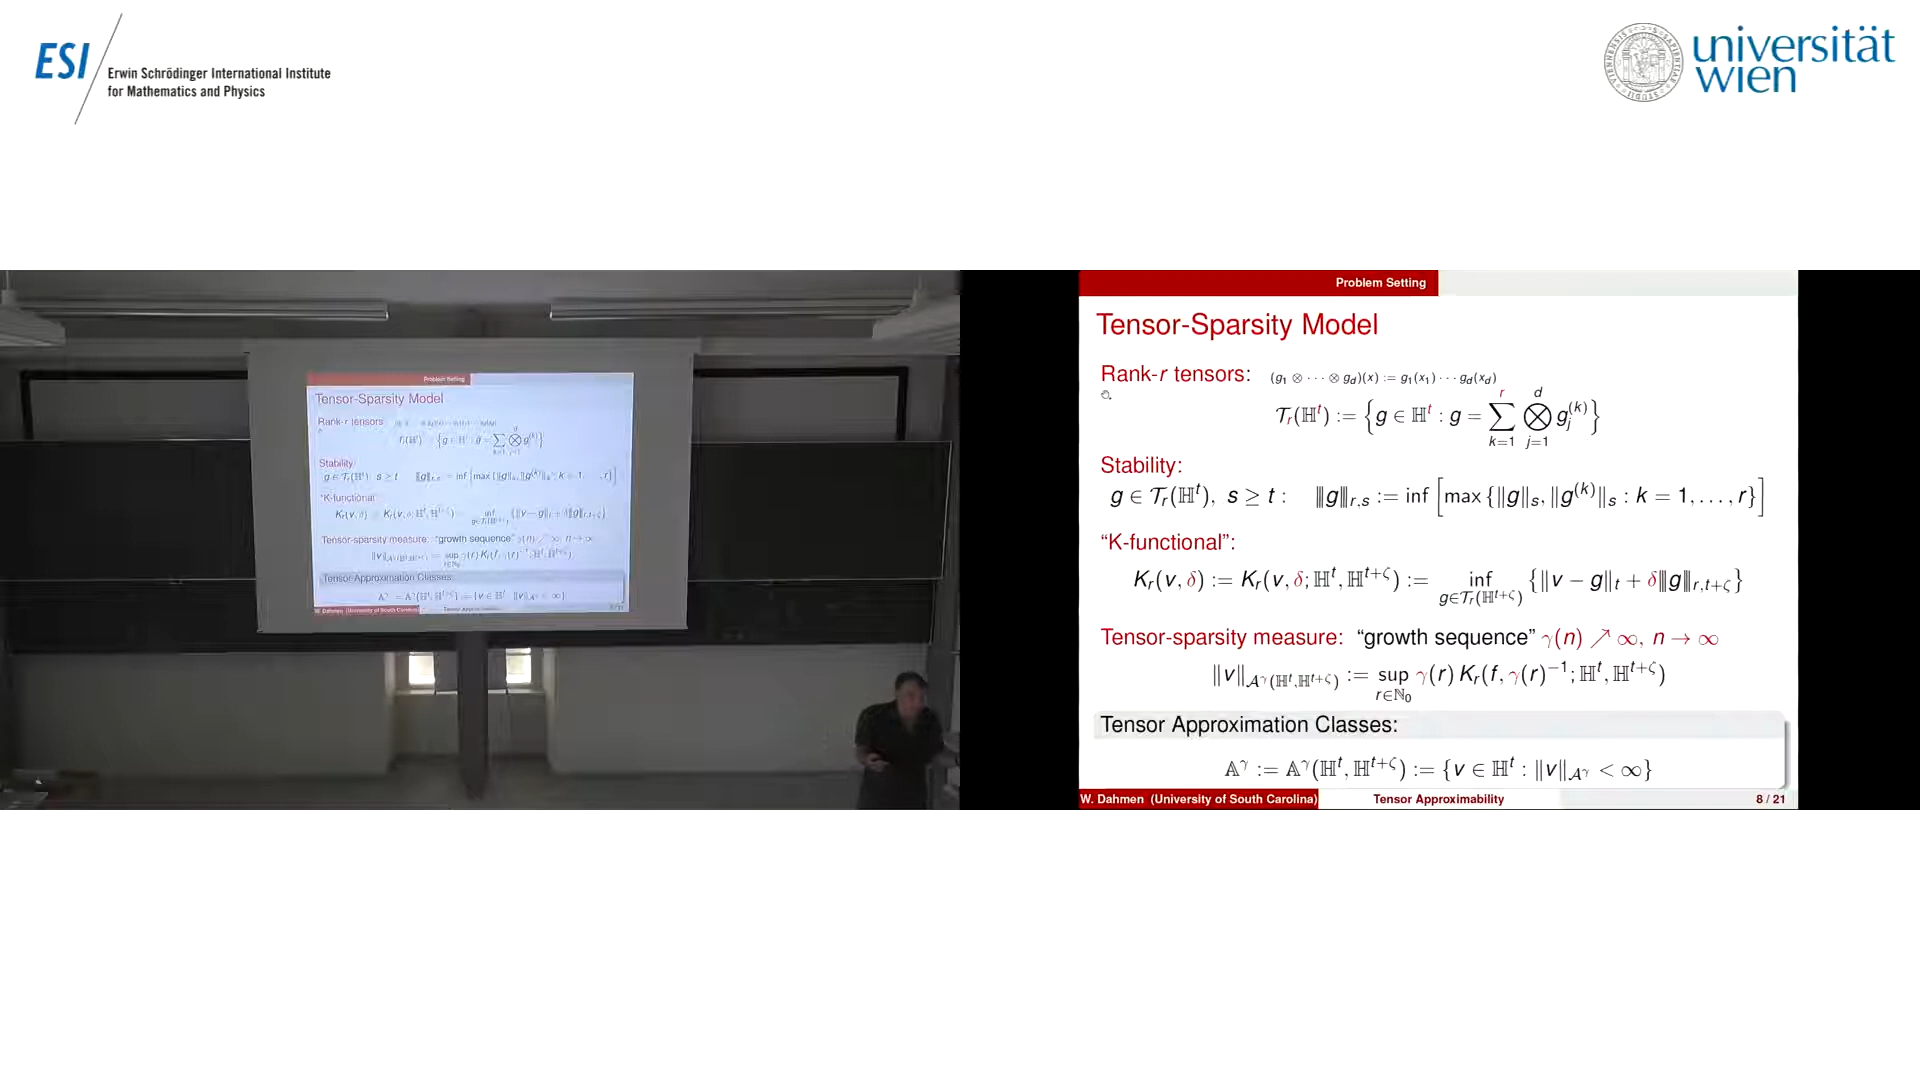 ESI
Erwin Schrödinger International Institute
for Mathematics and Physics
universität
wien
Problem Setting
Tensor-Sparsity Model
Rank-r tensors: (g₁ ⊗ ··· ⊗ g_d)(x) := g₁(x₁) ··· g_d(x_d)
𝒯_r(ℍ^t) := {g ∈ ℍ^t : g = ∑_{k=1}^{r} ⨂_{j=1}^{d} g_j^{(k)}}
Stability:
g ∈ 𝒯_r(ℍ^t), s ≥ t : |||g|||_{r,s} := inf [max {‖g‖_s, ‖g^{(k)}‖_s : k = 1, . . . , r}]
“K-functional”:
K_r(v, δ) := K_r(v, δ; ℍ^t, ℍ^{t+ζ}) := inf_{g∈𝒯_r(ℍ^{t+ζ})} {‖v − g‖_t + δ|||g|||_{r,t+ζ}}
Tensor-sparsity measure: “growth sequence” γ(n) ↗ ∞, n → ∞
‖v‖_{𝒜^γ(ℍ^t,ℍ^{t+ζ})} := sup_{r∈ℕ₀} γ(r) K_r(f, γ(r)^{−1}; ℍ^t, ℍ^{t+ζ})
Tensor Approximation Classes:
𝔸^γ := 𝔸^γ(ℍ^t, ℍ^{t+ζ}) := {v ∈ ℍ^t : ‖v‖_{𝒜^γ} < ∞}
W. Dahmen (University of South Carolina) Tensor Approximability 8 / 21